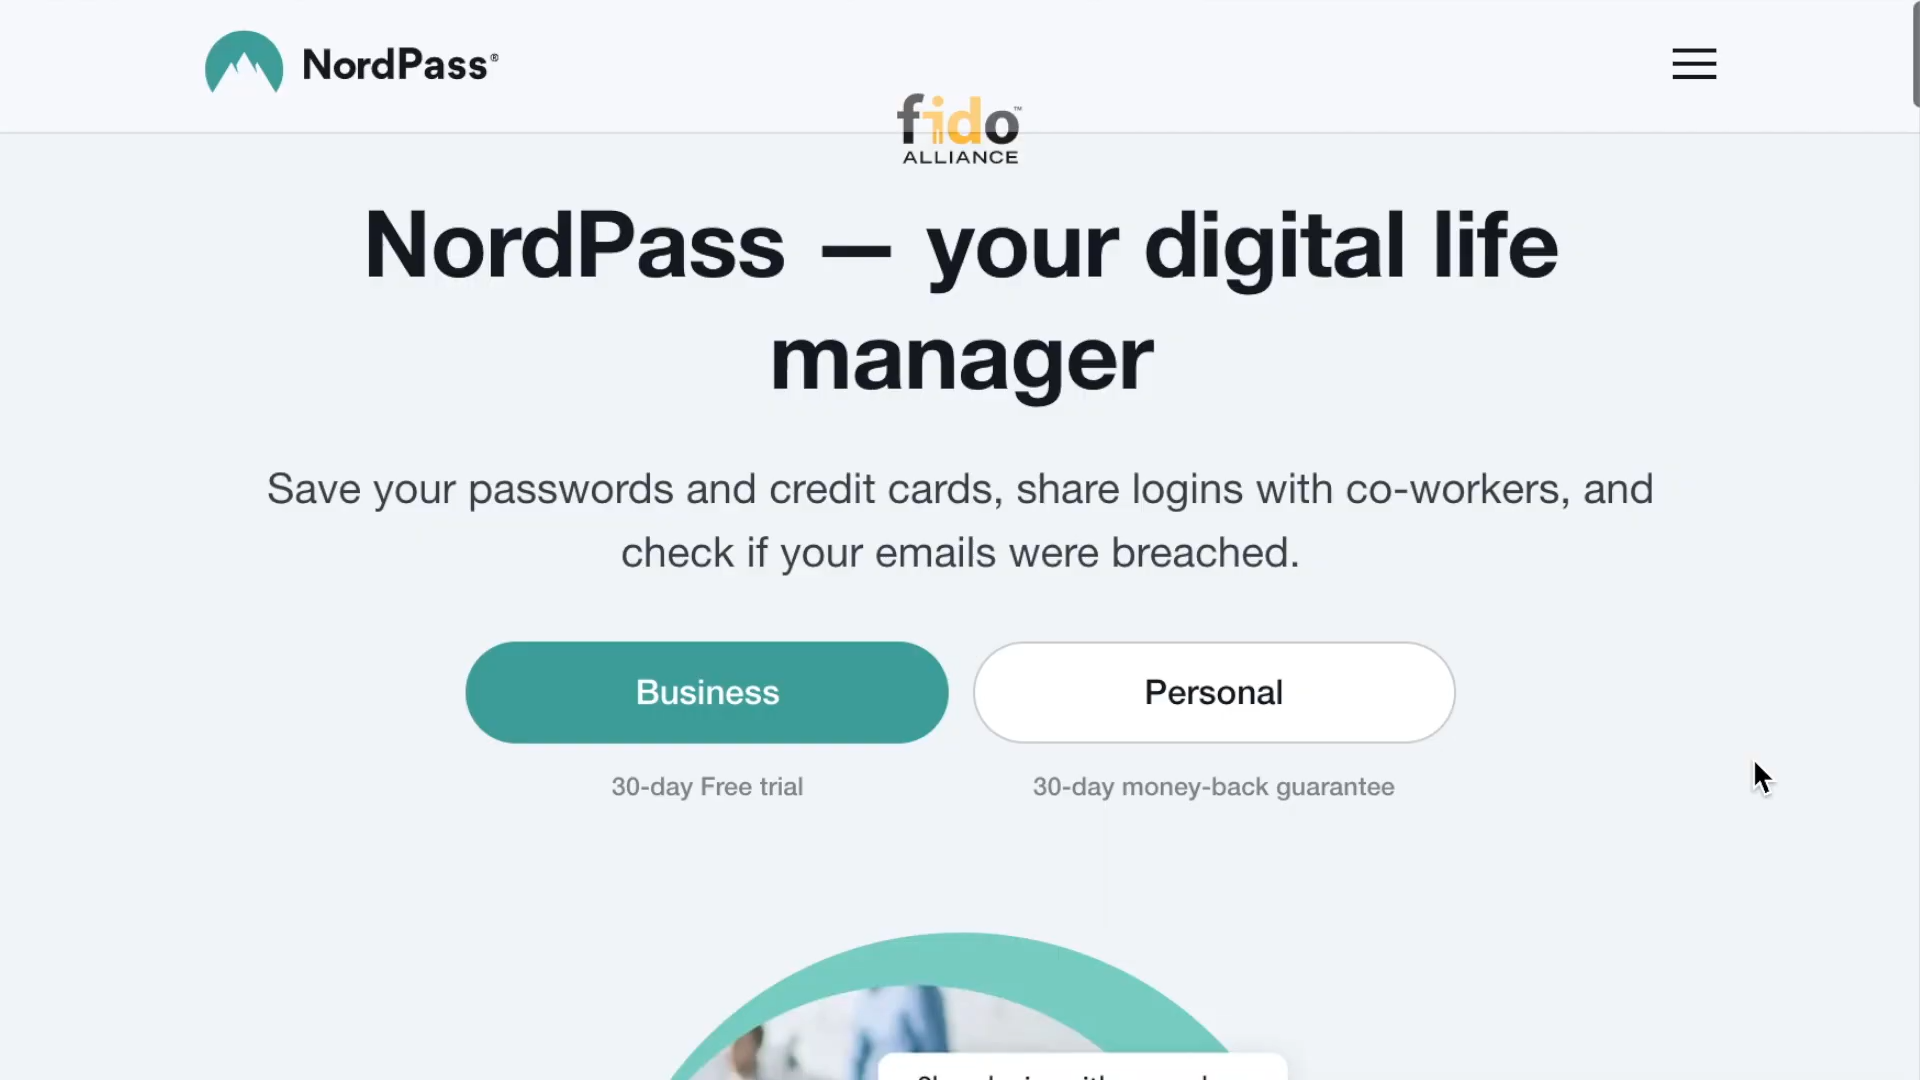 NordPass®
fido™
ALLIANCE
NordPass — your digital life
manager
Save your passwords and credit cards, share logins with co-workers, and
check if your emails were breached.
Business
Personal
30-day Free trial
30-day money-back guarantee